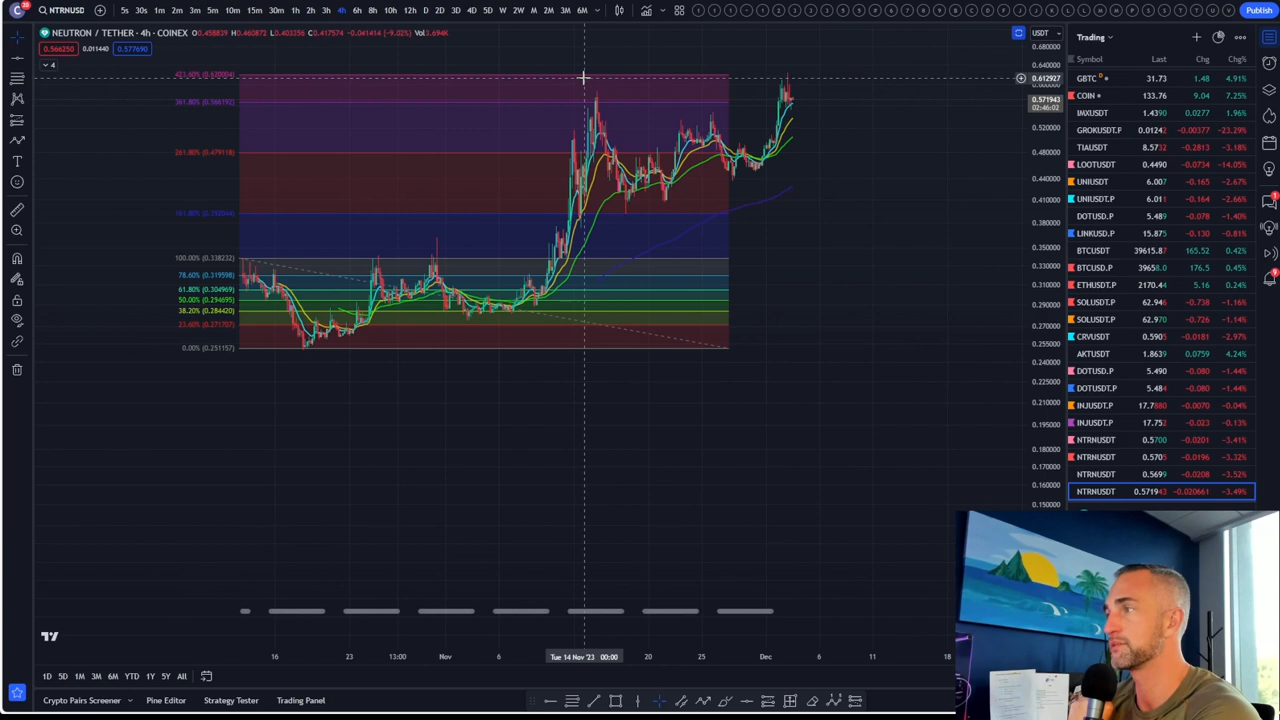 NTRNUSD 5s 30s 1m 2m 3m 5m 10m 15m 30m 1h 2h 3h 4h 6h 8h 10h 12h D 2D 3D 4D 5D W 2W M 2M 3M 6M Publish
NEUTRON / TETHER · 4h · COINEX O0.458839 H0.460872 L0.403356 C0.417574 -0.041414 (-9.02%) Vol3.694K
0.566250 0.011440 0.577690
4
423.60% (0.620004)
361.80% (0.566192)
261.80% (0.479118)
161.80% (0.392044)
100.00% (0.338232)
78.60% (0.319598)
61.80% (0.304969)
50.00% (0.294695)
38.20% (0.284420)
23.60% (0.271707)
0.00% (0.251157)
USDT
0.680000
0.640000
0.612927
0.571943
02:46:02
0.520000
0.480000
0.440000
0.410000
0.380000
0.350000
0.330000
0.310000
0.290000
0.270000
0.255000
0.240000
0.225000
0.210000
0.195000
0.180000
0.170000
0.160000
0.150000
16 23 13:00 Nov 6 Tue 14 Nov '23 00:00 20 25 Dec 6 11 18
1D 5D 1M 3M 6M YTD 1Y 5Y All
Crypto Pairs Screener Pine Editor Strategy Tester Trading Panel
Trading
Symbol Last Chg Chg%
GBTC D 31.73 1.48 4.91%
COIN 133.76 9.04 7.25%
IMXUSDT 1.4390 0.0277 1.96%
GROKUSDT.P 0.01242 -0.00377 -23.29%
TIAUSDT 8.5732 -0.2813 -3.18%
LOOTUSDT 0.4490 -0.0734 -14.05%
UNIUSDT 6.007 -0.165 -2.67%
UNIUSDT 6.011 -0.164 -2.66%
DOTUSD.P 5.489 -0.078 -1.40%
LINKUSD.P 15.875 -0.130 -0.81%
BTCUSDT 39615.87 165.52 0.42%
BTCUSD.P 39658.0 176.5 0.45%
ETHUSDT.P 2170.44 5.16 0.24%
SOLUSDT.P 62.946 -0.738 -1.16%
SOLUSDT.P 62.970 -0.726 -1.14%
CRVUSDT 0.5905 -0.0181 -2.97%
AKTUSDT 1.8639 0.0759 4.24%
DOTUSD.P 5.490 -0.080 -1.44%
DOTUSDT.P 5.484 -0.080 -1.44%
INJUSDT.P 17.7880 -0.0070 -0.04%
INJUSDT.P 17.752 -0.023 -0.13%
NTRNUSDT 0.5700 -0.0201 -3.41%
NTRNUSDT 0.5705 -0.0196 -3.32%
NTRNUSDT 0.5699 -0.0208 -3.52%
NTRNUSDT 0.571943 -0.020661 -3.49%